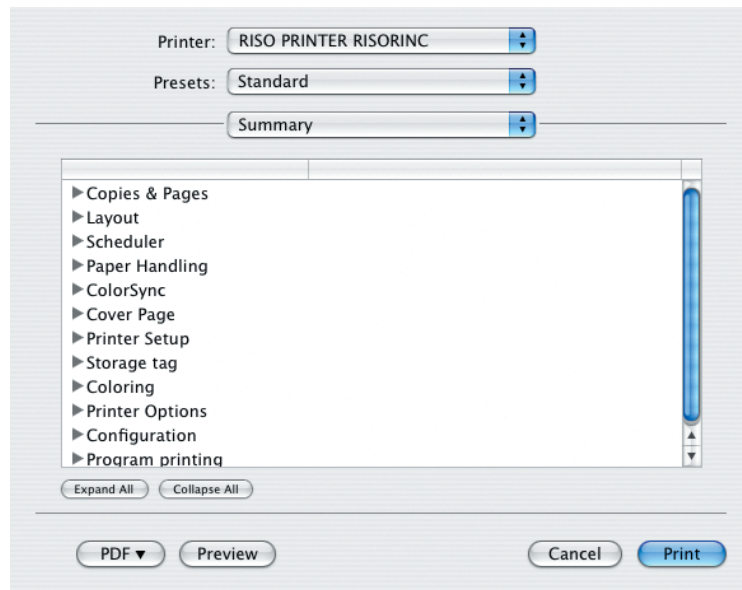 Printer: RISO PRINTER RISORINC
Presets: Standard
Summary
Copies & Pages
Layout
Scheduler
Paper Handling
ColorSync
Cover Page
Printer Setup
Storage tag
Coloring
Printer Options
Configuration
Program printing
Expand All Collapse All
PDF Preview Cancel Print